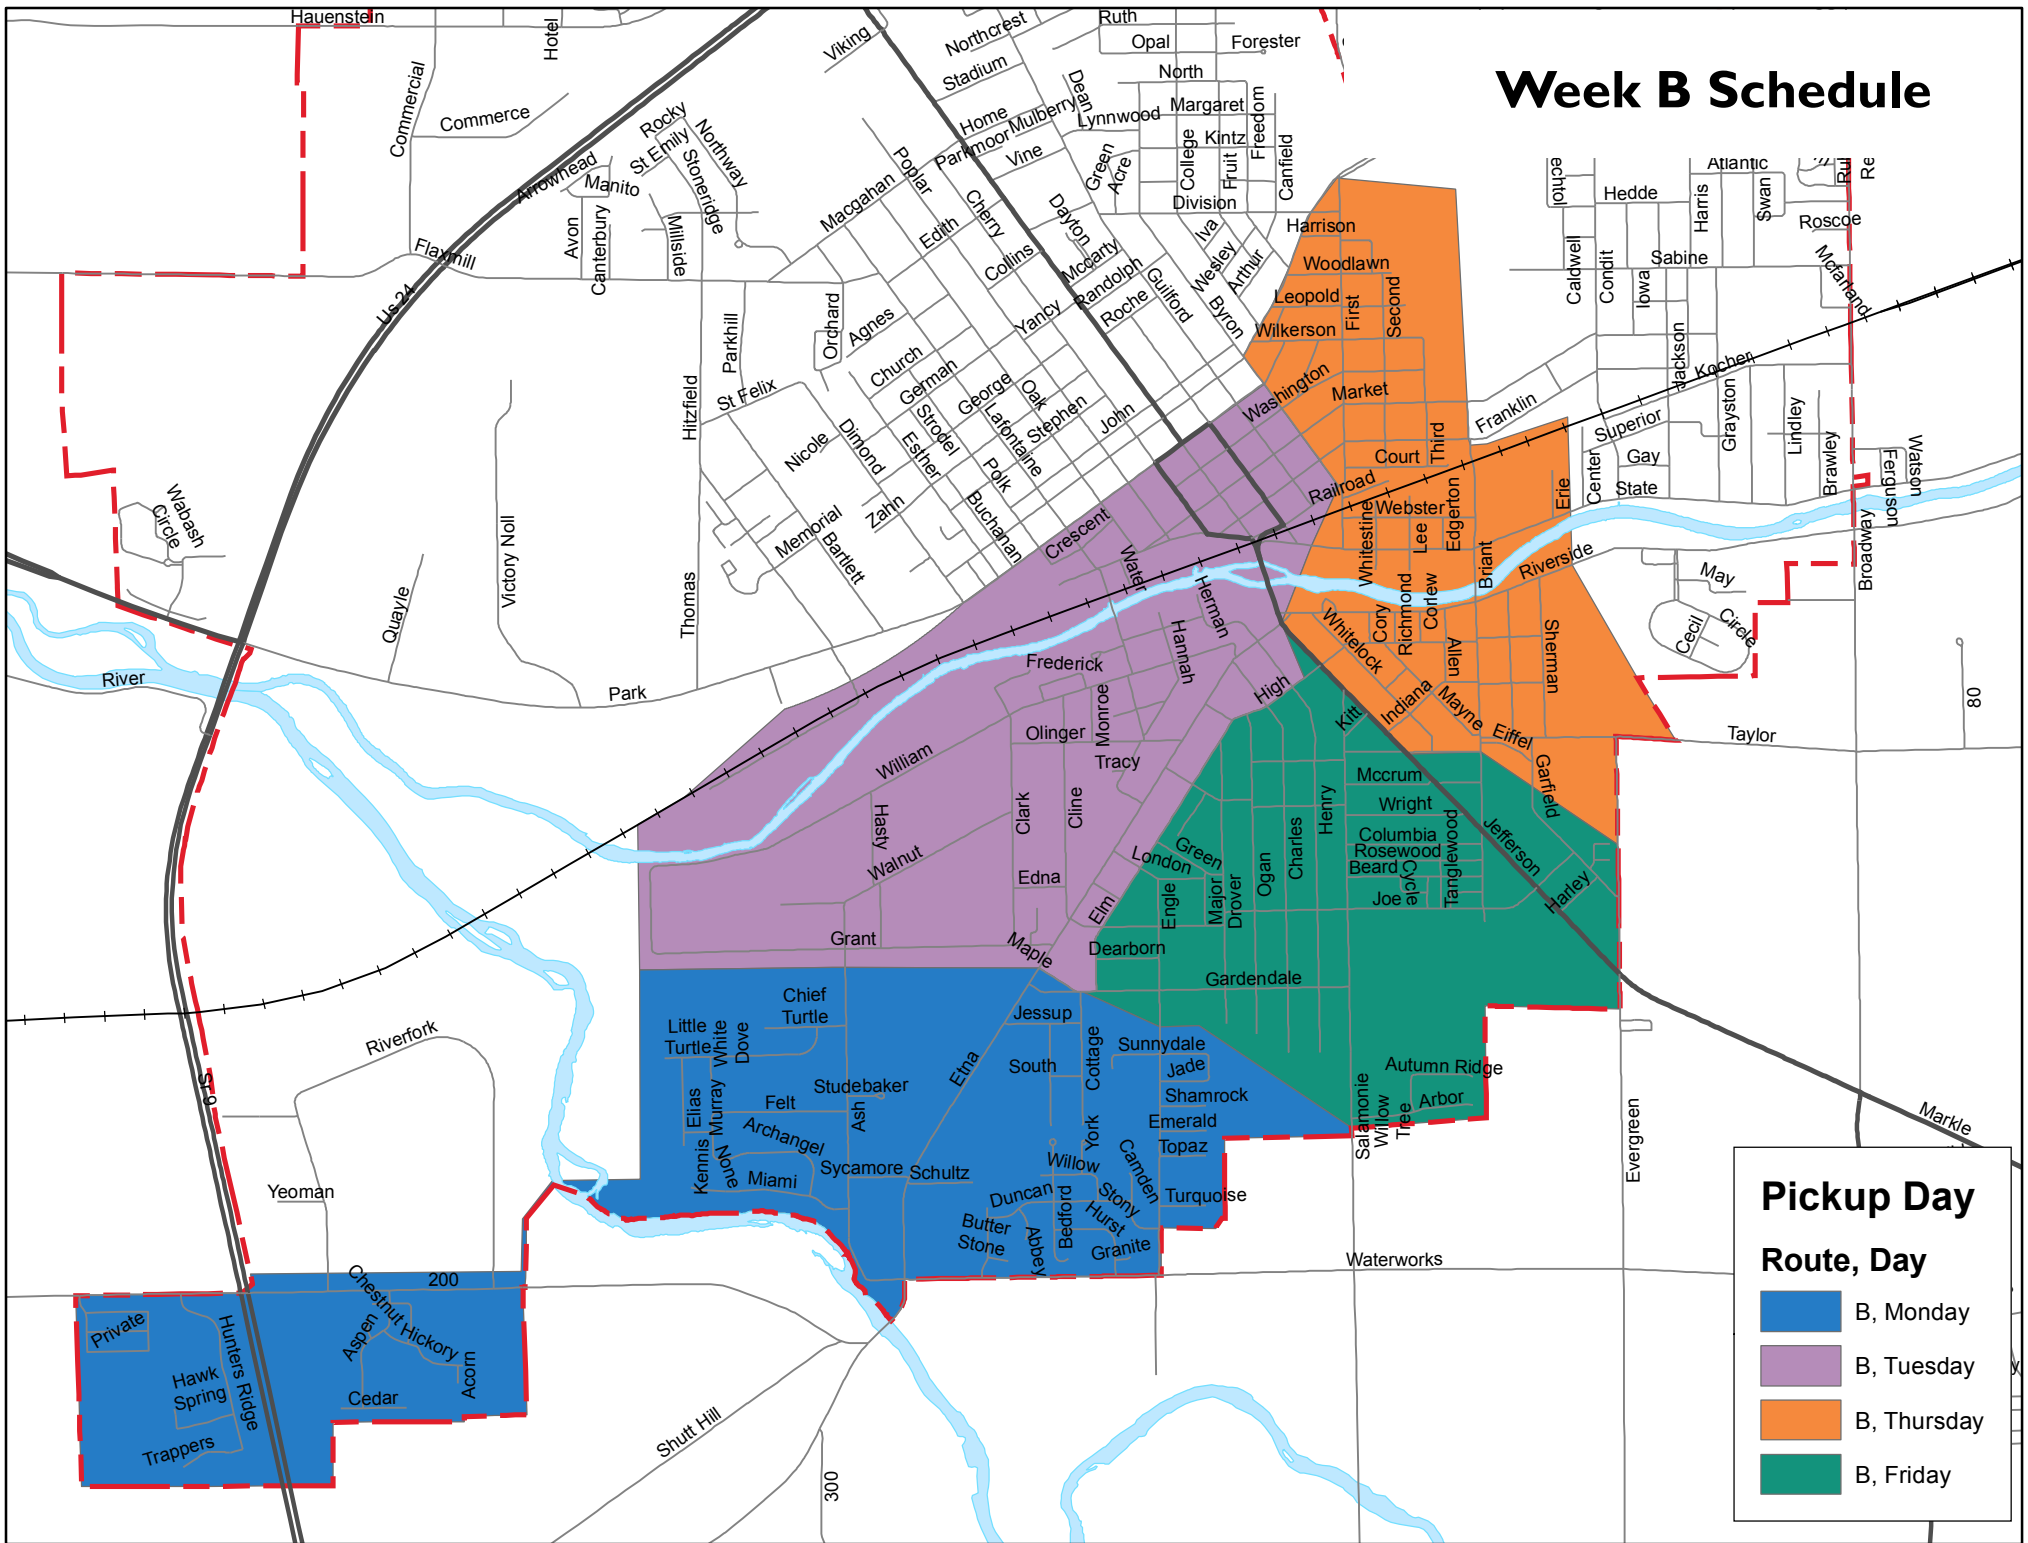 Hauenstein
Hotel
Viking
Northcrest
Ruth
Opal
Forester
Stadium
North
Week B Schedule
Commercial
Commerce
Rocky
Northway
St Emily
Stoneridge
Home
Mulberry
Dean
Lynnwood
Margaret
Freedom
Parkmoor
Vine
College
Kintz
Fruit
Canfield
Green
Acre
Arrowhead
Manito
Poplar
Macgahan
Cherry
Dayton
Division
Atlantic
Hedde
Harris
Swan
Roscoe
Avon
Canterbury
Millside
Edith
Collins
Mccarty
Iva
Wesley
Arthur
Harrison
Woodlawn
Caldwell
Condit
Iowa
Sabine
Mcfarland
Flaxmill
Us 24
Orchard
Agnes
Yancy
Randolph
Roche
Guilford
Byron
Leopold
First
Second
Wilkerson
Parkhill
Church
German
George
Oak
Jackson
Kocher
Hitzfield
St Felix
Strodel
Lafontaine
Stephen
John
Washington
Market
Franklin
Superior
Grayston
Lindley
Brawley
Nicole
Dimond
Esther
Polk
Buchanan
Court
Third
Center
Gay
State
Watson
Ferguson
Wabash
Circle
Victory Noll
Zahn
Memorial
Bartlett
Crescent
Railroad
Webster
Whitestine
Lee
Edgerton
Erie
Briant
Riverside
Broadway
Quayle
Thomas
Water
Herman
Hannah
Cory
Richmond
Corlew
Allen
Sherman
May
Circle
Cecil
River
Park
Frederick
High
Whitelock
Indiana
Mayne
80
Monroe
Olinger
Tracy
Kitt
Eiffel
Taylor
William
Hasty
Clark
Cline
Walnut
Edna
Elm
Henry
Mccrum
Wright
Garfield
Columbia
Rosewood
Beard
Cycle
Joe
Tanglewood
Jefferson
Harley
London
Green
Engle
Major
Drover
Ogan
Charles
Grant
Maple
Dearborn
Gardendale
Chief
Turtle
Little
Turtle
White
Dove
Jessup
Riverfork
Sr 9
Etna
South
Cottage
Sunnydale
Jade
Autumn Ridge
Elias
Murray
Studebaker
Felt
Ash
Shamrock
Arbor
Archangel
Emerald
Salamonie
Willow
Tree
Evergreen
Markle
Yeoman
Kennis
None
Miami
Sycamore
Schultz
York
Willow
Camden
Topaz
Duncan
Bedford
Stony
Hurst
Turquoise
Butter
Stone
Abbey
Granite
Waterworks
200
Private
Hunters Ridge
Chestnut
Aspen
Hickory
Acorn
Hawk
Spring
Cedar
Trappers
Shutt Hill
300
Pickup Day
Route, Day
B, Monday
B, Tuesday
B, Thursday
B, Friday